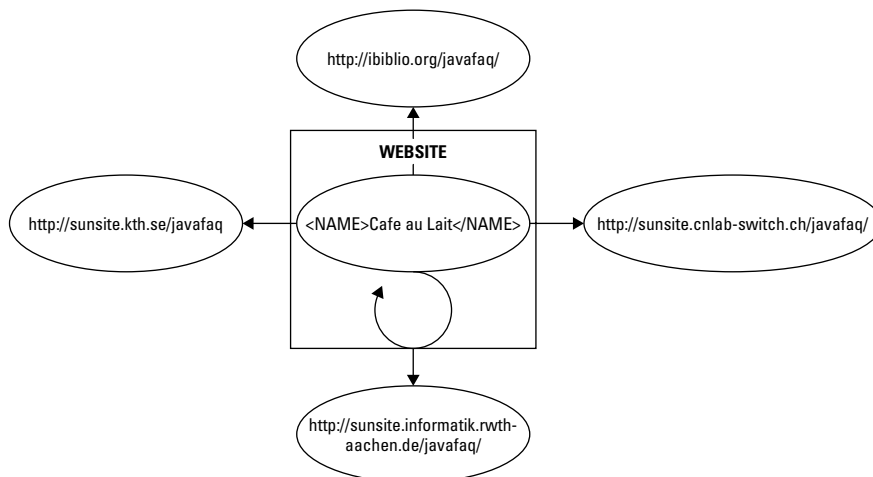 http://ibiblio.org/javafaq/
WEBSITE
http://sunsite.kth.se/javafaq
<NAME>Cafe au Lait</NAME>
http://sunsite.cnlab-switch.ch/javafaq/
http://sunsite.informatik.rwth-
aachen.de/javafaq/